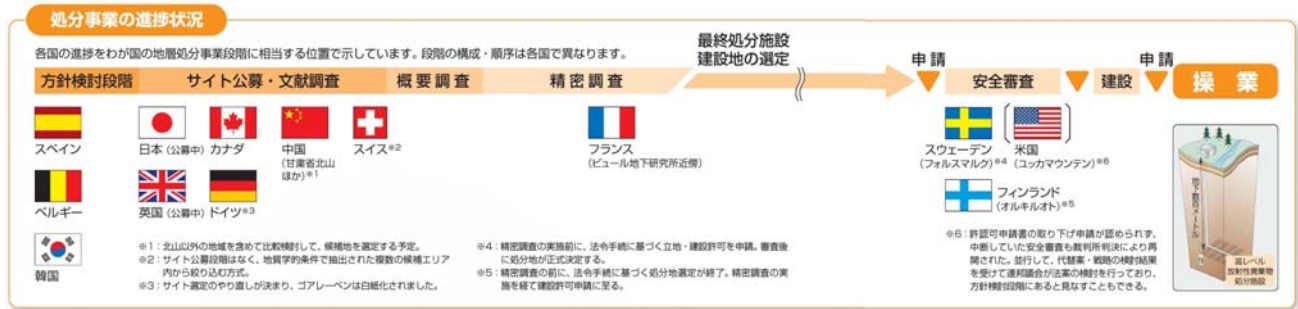 処分事業の進捗状況
各国の進捗をわが国の地層処分事業段階に相当する位置で示しています。段階の構成・順序は各国で異なります。
方針検討段階
サイト公募・文献調査
概要調査
精密調査
最終処分施設
建設地の選定
申請
安全審査
建設
申請
操業
スペイン
ベルギー
韓国
日本(公募中)
カナダ
中国
(甘粛省北山
ほか)※1
スイス※2
英国(公募中)
ドイツ※3
フランス
(ビュール地下研究所近傍)
スウェーデン
(フォルスマルク)※4
米国
(ユッカマウンテン)※6
フィンランド
(オルキルオト)※5
※1:北山以外の地域を含めて比較検討して、候補地を選定する予定。
※2:サイト公募段階はなく、地質学的条件で抽出された複数の候補エリア
内から絞り込む方式。
※3:サイト選定のやり直しが決まり、ゴアレーベンは白紙化されました。
※4:精密調査の実施前に、法令手続に基づく立地・建設許可を申請。審査後
に処分地が正式決定する。
※5:精密調査の前に、法令手続に基づく処分地選定が終了。精密調査の実
施を経て建設許可申請に至る。
※6:許認可申請書の取り下げ申請が認められず、
中断していた安全審査も裁判所判決により再
開された。並行して、代替案・戦略の検討結果
を受けて連邦議会が法案の検討を行っており、
方針検討段階にあると見なすこともできる。
地下数百メートル
高レベル
放射性廃棄物
処分施設